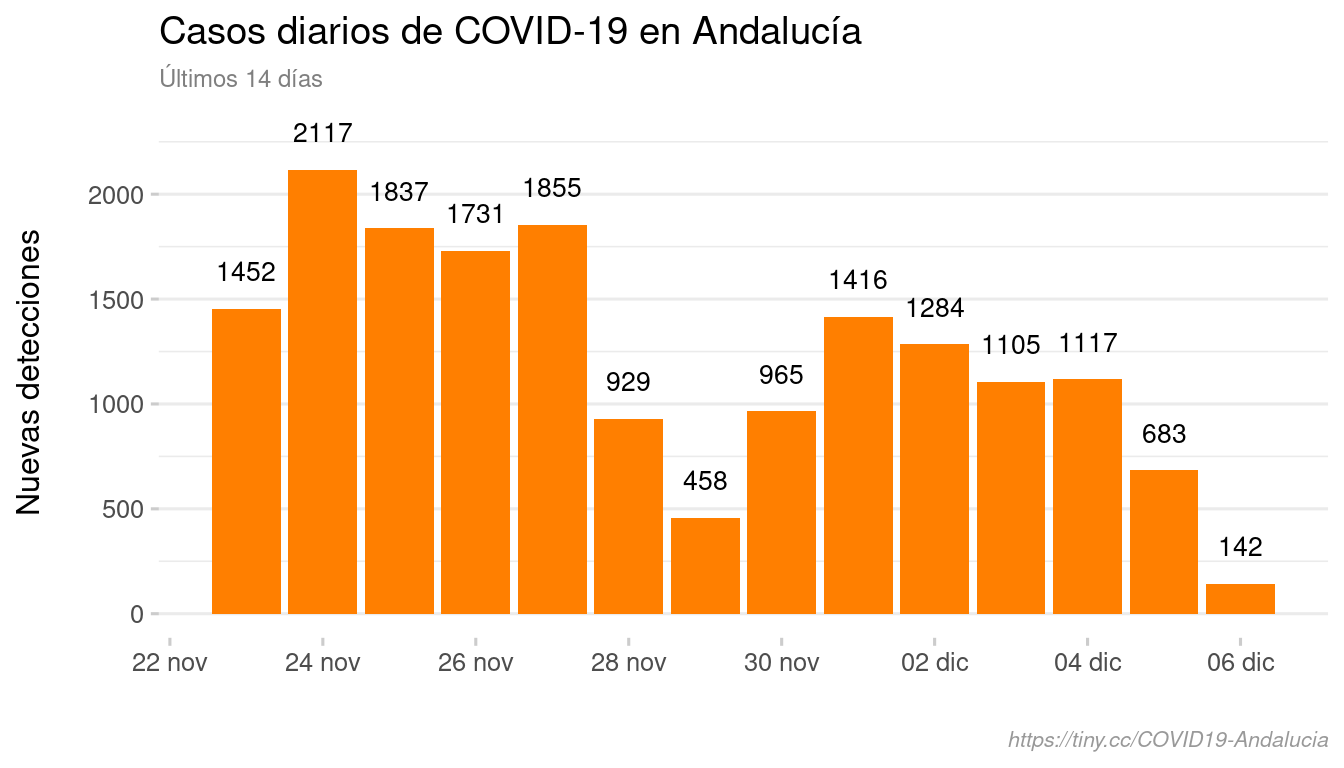 Casos diarios de COVID-19 en Andalucía
Últimos 14 días
Nuevas detecciones
2000
1500
1000
500
0
1452
2117
1837
1731
1855
929
458
965
1416
1284
1105
1117
683
142
22 nov
24 nov
26 nov
28 nov
30 nov
02 dic
04 dic
06 dic
https://tiny.cc/COVID19-Andalucia